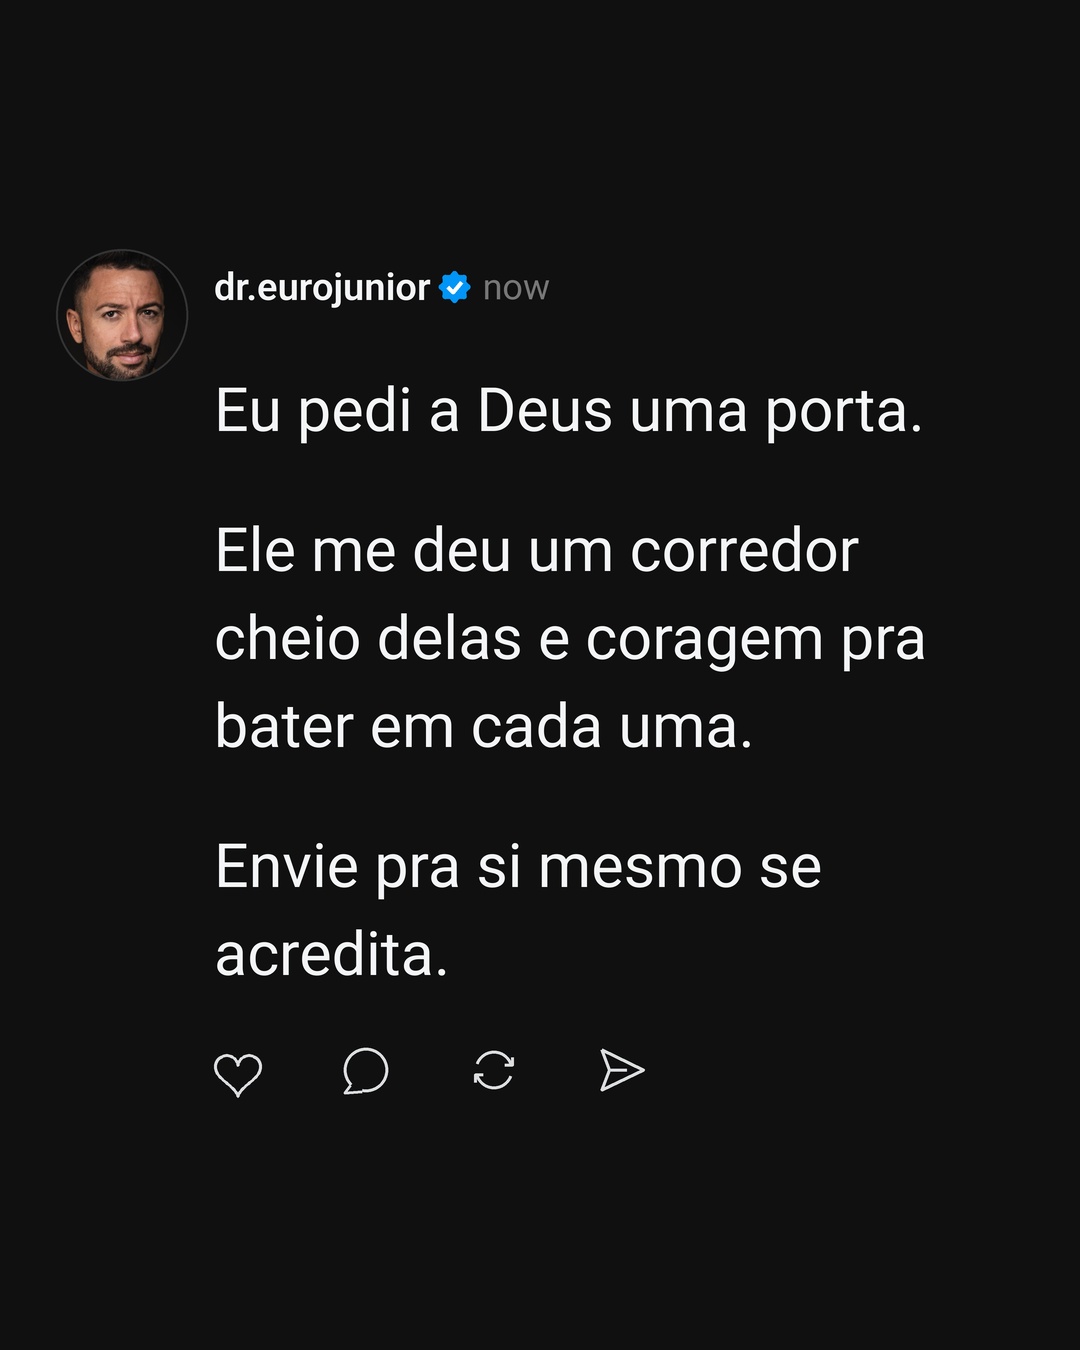 dr.eurojunior now
Eu pedi a Deus uma porta.
Ele me deu um corredor
cheio delas e coragem pra
bater em cada uma.
Envie pra si mesmo se
acredita.